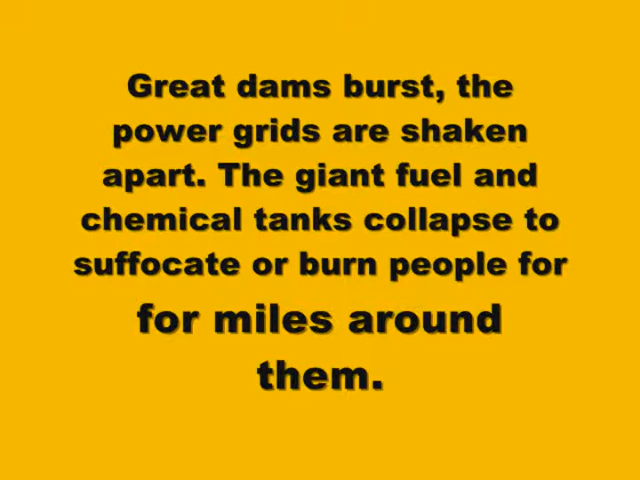 Great dams burst, the
power grids are shaken
apart. The giant fuel and
chemical tanks collapse to
suffocate or burn people for
for miles around
them.